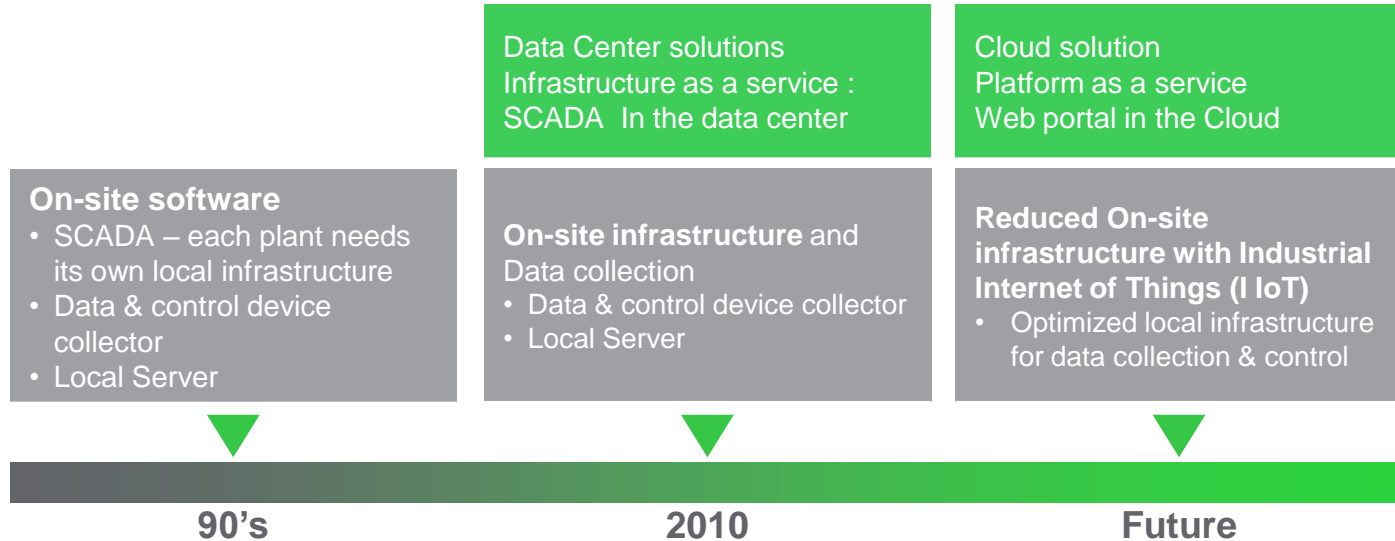 Data Center solutions
Infrastructure as a service :
SCADA In the data center
Cloud solution
Platform as a service
Web portal in the Cloud
On-site software
• SCADA – each plant needs
its own local infrastructure
• Data & control device
collector
• Local Server
On-site infrastructure and
Data collection
• Data & control device collector
• Local Server
Reduced On-site
infrastructure with Industrial
Internet of Things (I IoT)
• Optimized local infrastructure
for data collection & control
90’s
2010
Future